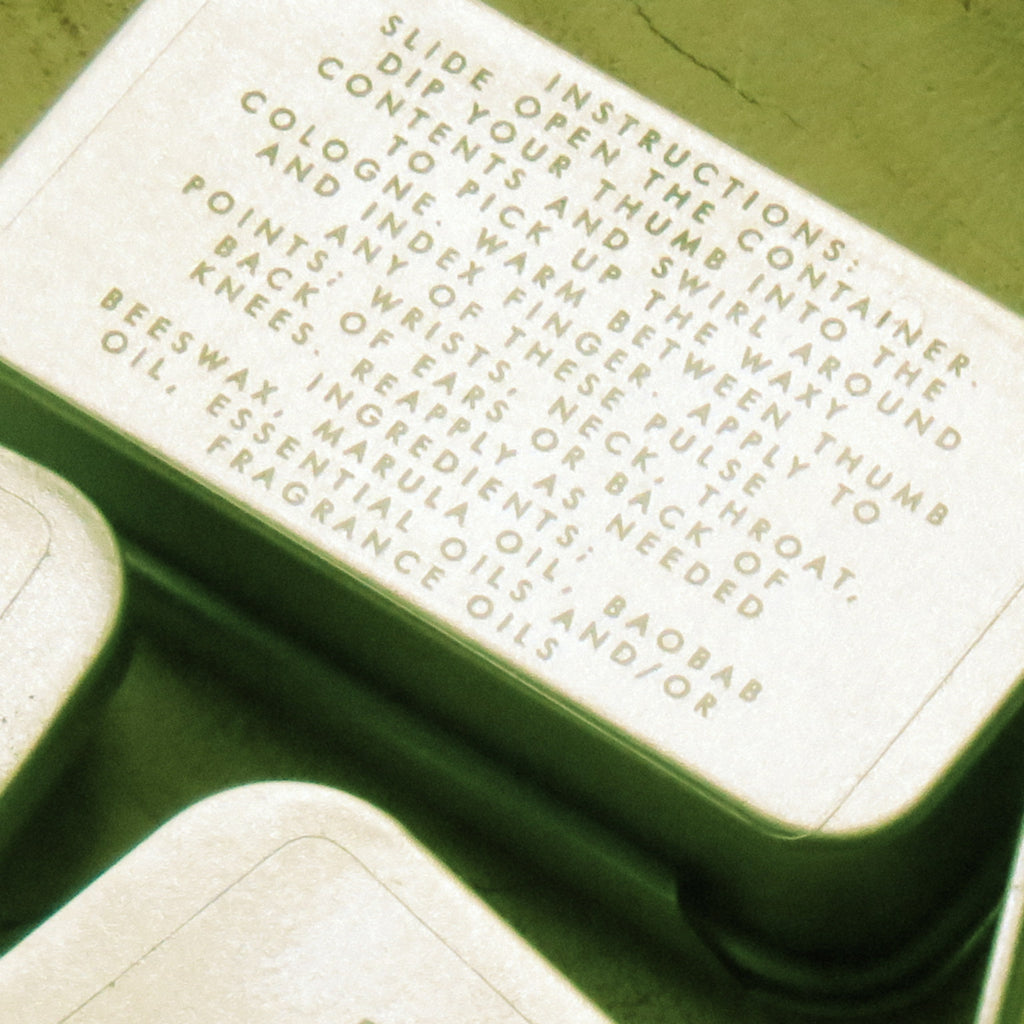 INSTRUCTIONS:
SLIDE OPEN THE CONTAINER.
DIP YOUR THUMB INTO THE
CONTENTS AND SWIRL AROUND
TO PICK UP THE WAXY
COLOGNE. WARM BETWEEN THUMB
AND INDEX FINGER. APPLY TO
ANY OF THESE PULSE
POINTS: WRISTS, NECK, THROAT,
BACK OF EARS OR BACK OF
KNEES. REAPPLY AS NEEDED
INGREDIENTS:
BEESWAX, MARULA OIL, BAOBAB
OIL, ESSENTIAL OILS AND/OR
FRAGRANCE OILS